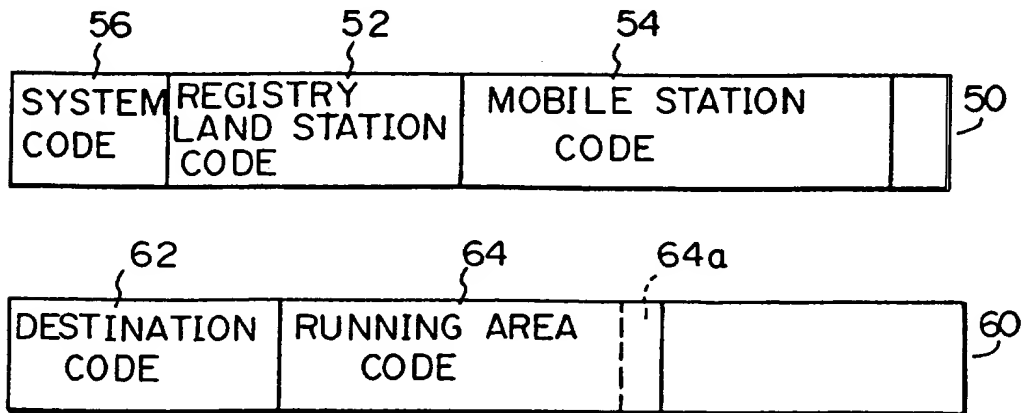 56 52 54
SYSTEM CODE
REGISTRY
LAND STATION
CODE
MOBILE STATION
CODE
50
62 64 64a
DESTINATION
CODE
RUNNING AREA
CODE
60